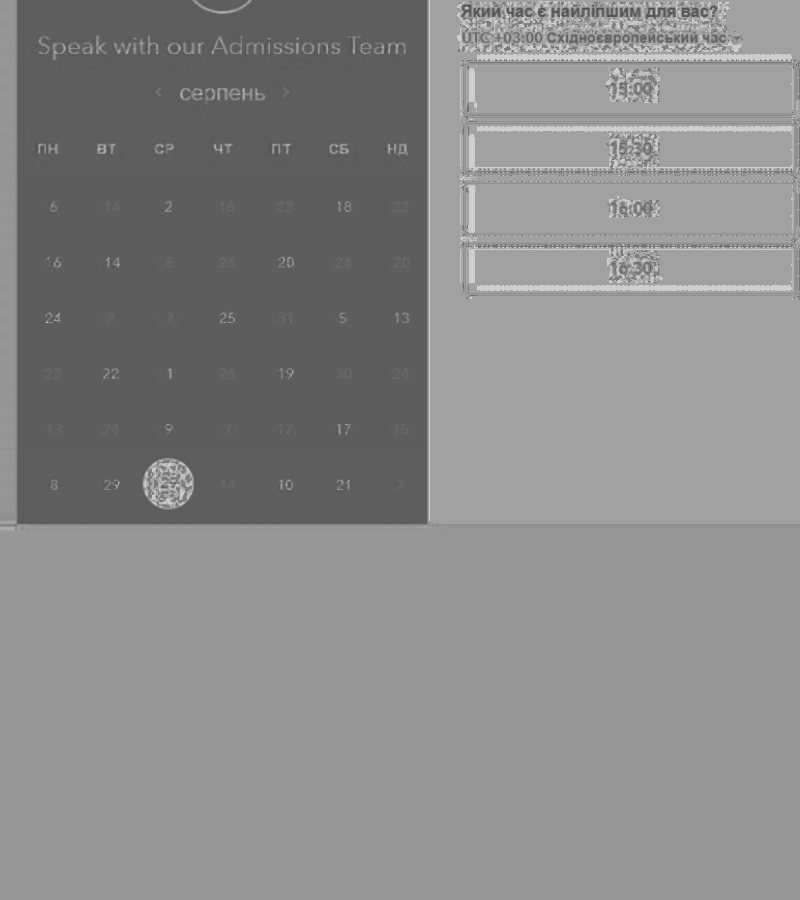 Speak with our Admissions Team
серпень
ПН ВТ СР ЧТ ПТ СБ НД
6 14 2 16 23 18 23
16 14 6 26 20 24 20
24 2 7 25 31 5 13
23 22 1 26 19 30 24
13 24 9 7 17 17 15
8 29 14 10 21 2
Який час є найліпшим для вас?
UTC +03:00 Східноєвропейський час
15:00
15:30
16:00
16:30